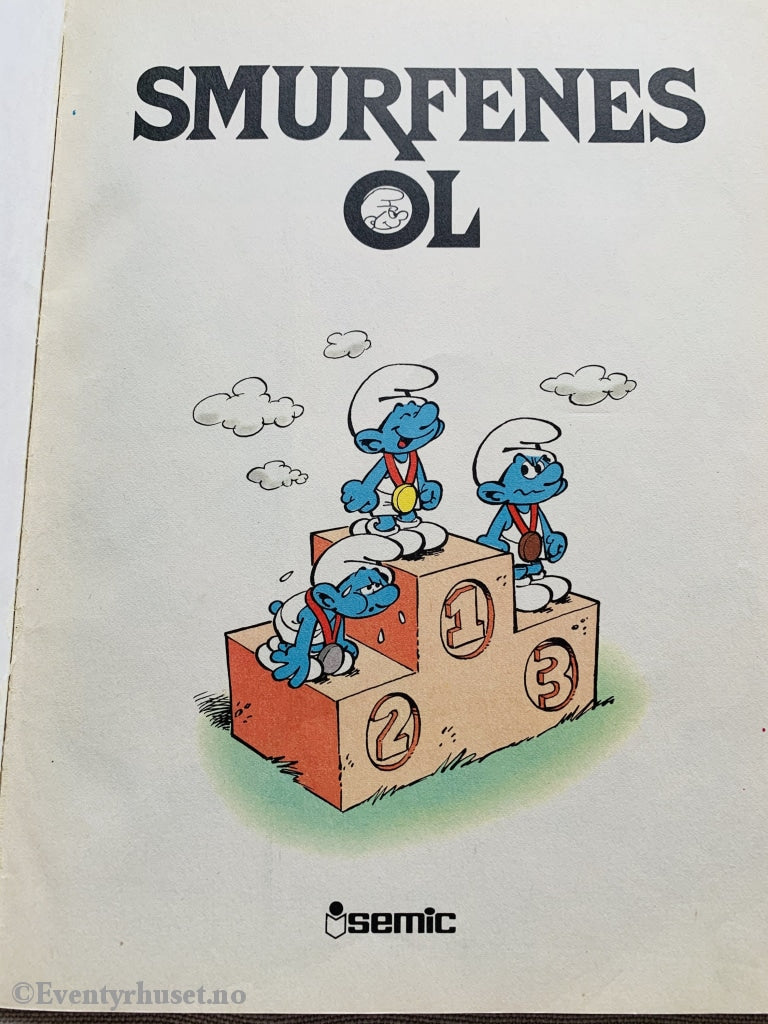 SMURFENES
OL
1
2
3
semic
©Eventyrhuset.no